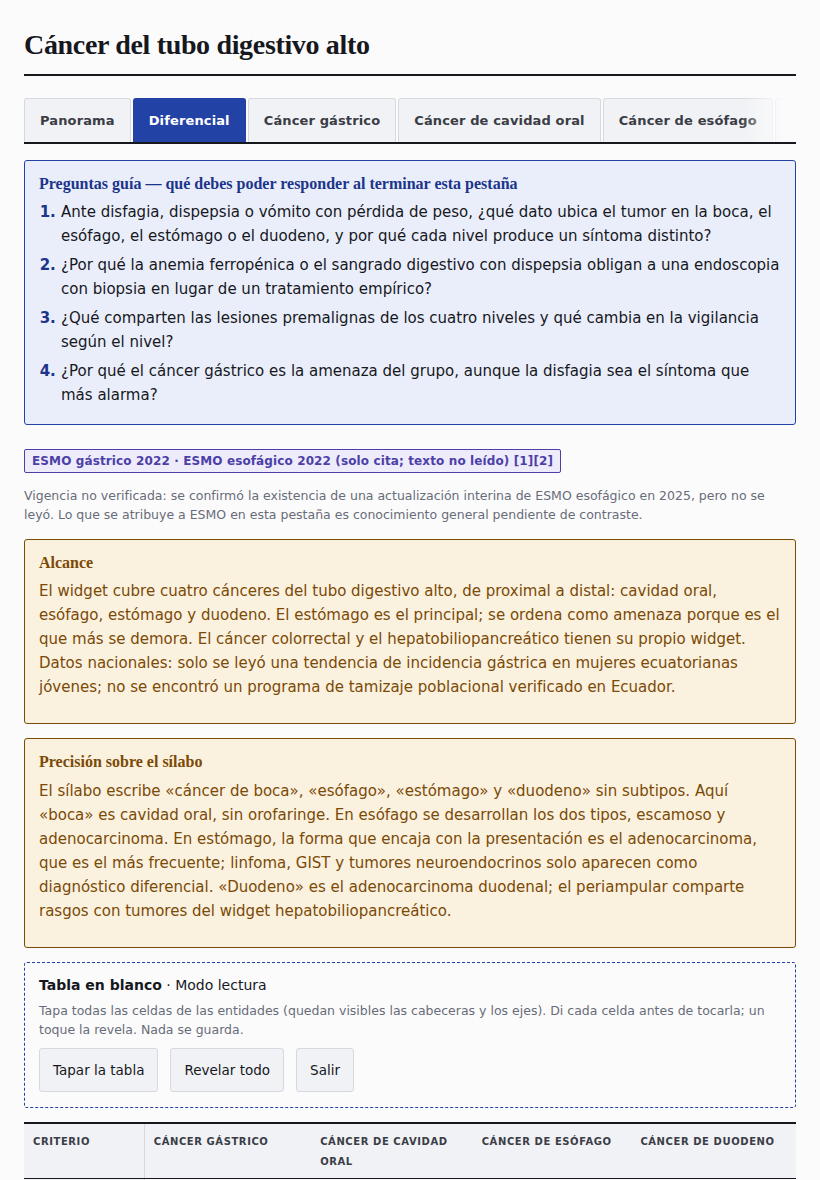 Cáncer del tubo digestivo alto
Panorama
Diferencial
Cáncer gástrico
Cáncer de cavidad oral
Cáncer de esófago
Preguntas guía — qué debes poder responder al terminar esta pestaña
1. Ante disfagia, dispepsia o vómito con pérdida de peso, ¿qué dato ubica el tumor en la boca, el
esófago, el estómago o el duodeno, y por qué cada nivel produce un síntoma distinto?
2. ¿Por qué la anemia ferropénica o el sangrado digestivo con dispepsia obligan a una endoscopia
con biopsia en lugar de un tratamiento empírico?
3. ¿Qué comparten las lesiones premalignas de los cuatro niveles y qué cambia en la vigilancia
según el nivel?
4. ¿Por qué el cáncer gástrico es la amenaza del grupo, aunque la disfagia sea el síntoma que
más alarma?
ESMO gástrico 2022 · ESMO esofágico 2022 (solo cita; texto no leído) [1][2]
Vigencia no verificada: se confirmó la existencia de una actualización interina de ESMO esofágico en 2025, pero no se
leyó. Lo que se atribuye a ESMO en esta pestaña es conocimiento general pendiente de contraste.
Alcance
El widget cubre cuatro cánceres del tubo digestivo alto, de proximal a distal: cavidad oral,
esófago, estómago y duodeno. El estómago es el principal; se ordena como amenaza porque es el
que más se demora. El cáncer colorrectal y el hepatobiliopancreático tienen su propio widget.
Datos nacionales: solo se leyó una tendencia de incidencia gástrica en mujeres ecuatorianas
jóvenes; no se encontró un programa de tamizaje poblacional verificado en Ecuador.
Precisión sobre el sílabo
El sílabo escribe «cáncer de boca», «esófago», «estómago» y «duodeno» sin subtipos. Aquí
«boca» es cavidad oral, sin orofaringe. En esófago se desarrollan los dos tipos, escamoso y
adenocarcinoma. En estómago, la forma que encaja con la presentación es el adenocarcinoma,
que es el más frecuente; linfoma, GIST y tumores neuroendocrinos solo aparecen como
diagnóstico diferencial. «Duodeno» es el adenocarcinoma duodenal; el periampular comparte
rasgos con tumores del widget hepatobiliopancreático.
Tabla en blanco · Modo lectura
Tapa todas las celdas de las entidades (quedan visibles las cabeceras y los ejes). Di cada celda antes de tocarla; un
toque la revela. Nada se guarda.
Tapar la tabla
Revelar todo
Salir
CRITERIO
CÁNCER GÁSTRICO
CÁNCER DE CAVIDAD
ORAL
CÁNCER DE ESÓFAGO
CÁNCER DE DUODENO